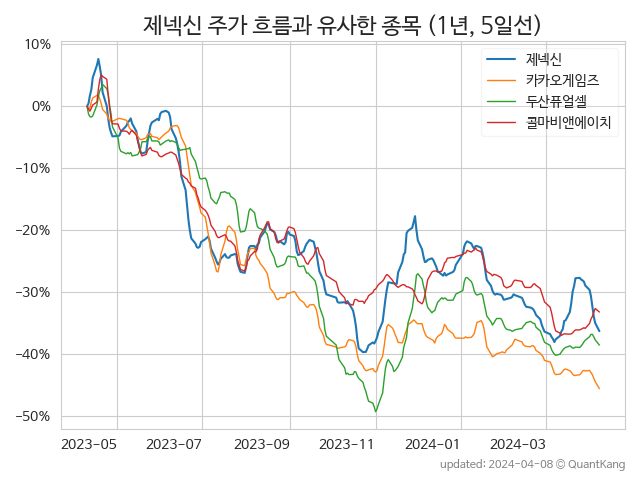 제넥신 주가 흐름과 유사한 종목 (1년, 5일선)
10%
0%
−10%
−20%
−30%
−40%
−50%
제넥신
카카오게임즈
두산퓨얼셀
콜마비앤에이치
2023-05 2023-07 2023-09 2023-11 2024-01 2024-03
updated: 2024-04-08 © QuantKang